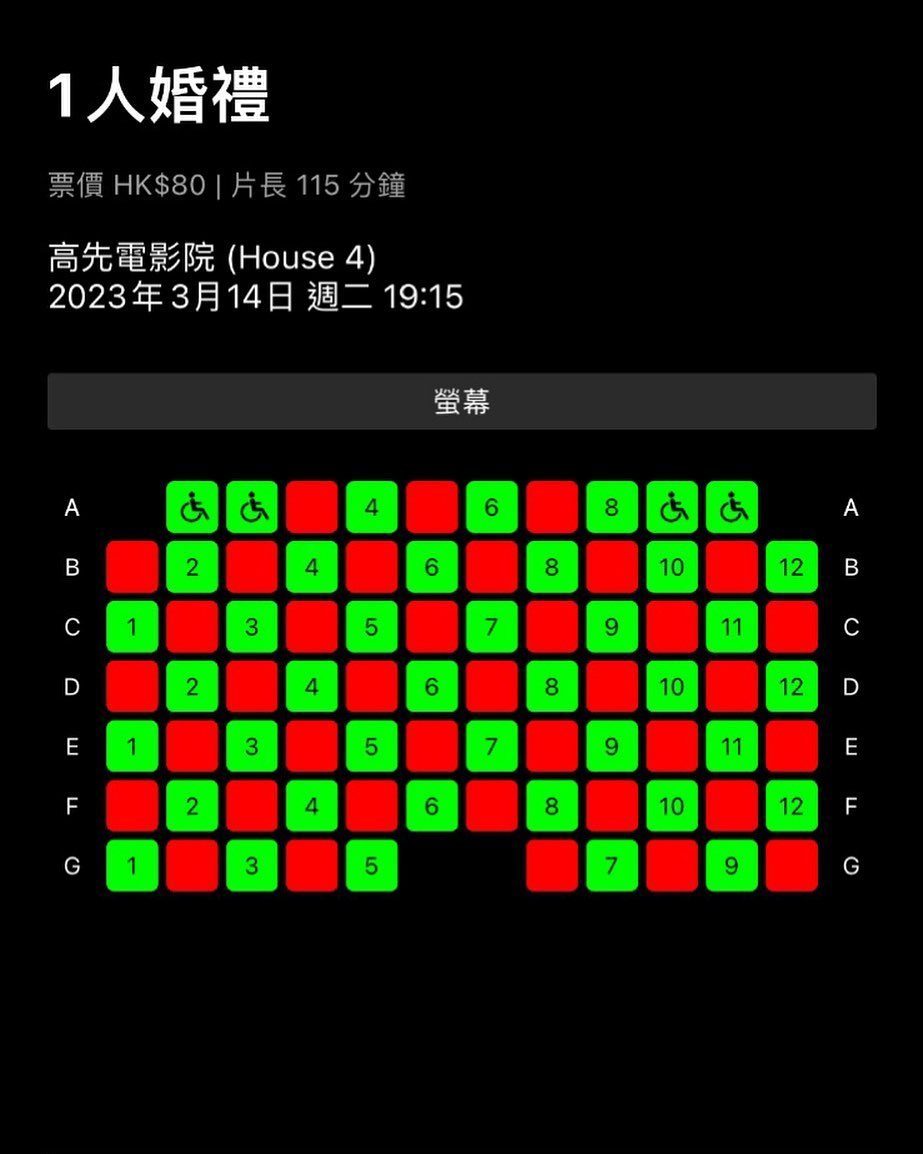 1人婚禮
票價 HK$80 | 片長 115 分鐘
高先電影院 (House 4)
2023年3月14日 週二 19:15
螢幕
A 4 6 8 A
B 2 4 6 8 10 12 B
C 1 3 5 7 9 11 C
D 2 4 6 8 10 12 D
E 1 3 5 7 9 11 E
F 2 4 6 8 10 12 F
G 1 3 5 7 9 G